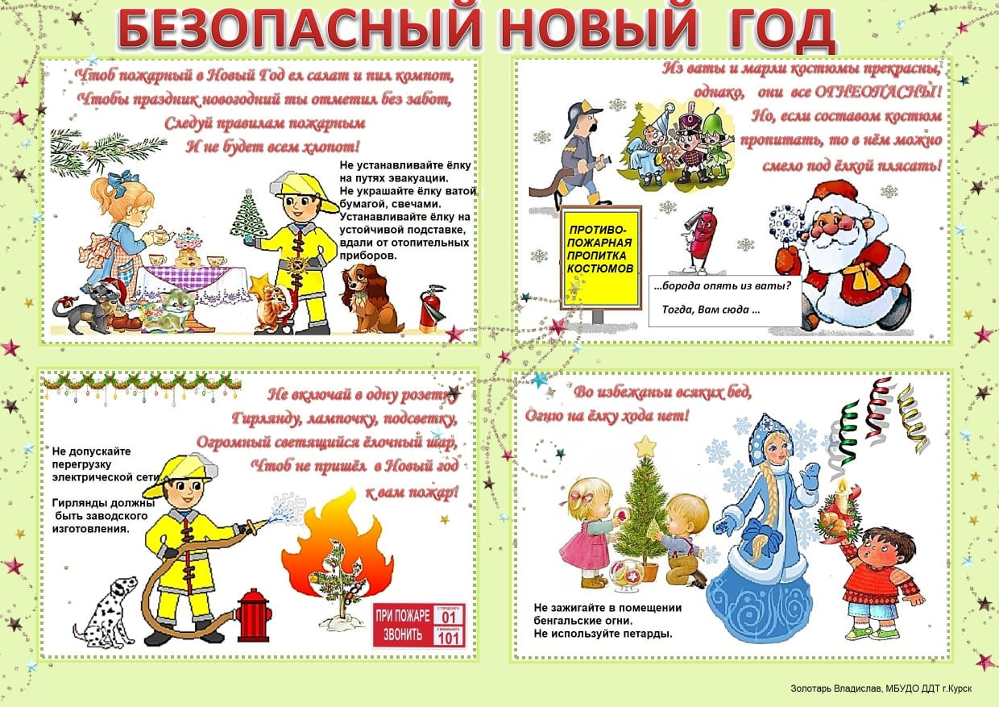 БЕЗОПАСНЫЙ НОВЫЙ ГОД
Чтоб пожарный в Новый Год ел салат и пил компот,
Чтобы праздник новогодний ты отметил без забот,
Следуй правилам пожарным
И не будет всем хлопот!
Не устанавливайте ёлку
на путях эвакуации.
Не украшайте ёлку ватой,
бумагой, свечами.
Устанавливайте ёлку на
устойчивой подставке,
вдали от отопительных
приборов.
Из ваты и марли костюмы прекрасны,
однако, они все ОГНЕОПАСНЫ!
Но, если составом костюм
пропитать, то в нём можно
смело под ёлкой плясать!
ПРОТИВО-
ПОЖАРНАЯ
ПРОПИТКА
КОСТЮМОВ
...борода опять из ваты?
Тогда, Вам сюда ...
Не включай в одну розетку
Гирлянду, лампочку, подсветку,
Огромный светящийся ёлочный шар,
Чтоб не пришёл в Новый год
к вам пожар!
Не допускайте
перегрузку
электрической сети.
Гирлянды должны
быть заводского
изготовления.
ПРИ ПОЖАРЕ
ЗВОНИТЬ
С ГОРОДСКОГО
01
С МОБИЛЬНОГО
101
Во избежаньи всяких бед,
Огню на ёлку хода нет!
Не зажигайте в помещении
бенгальские огни.
Не используйте петарды.
Золотарь Владислав, МБУДО ДДТ г.Курск